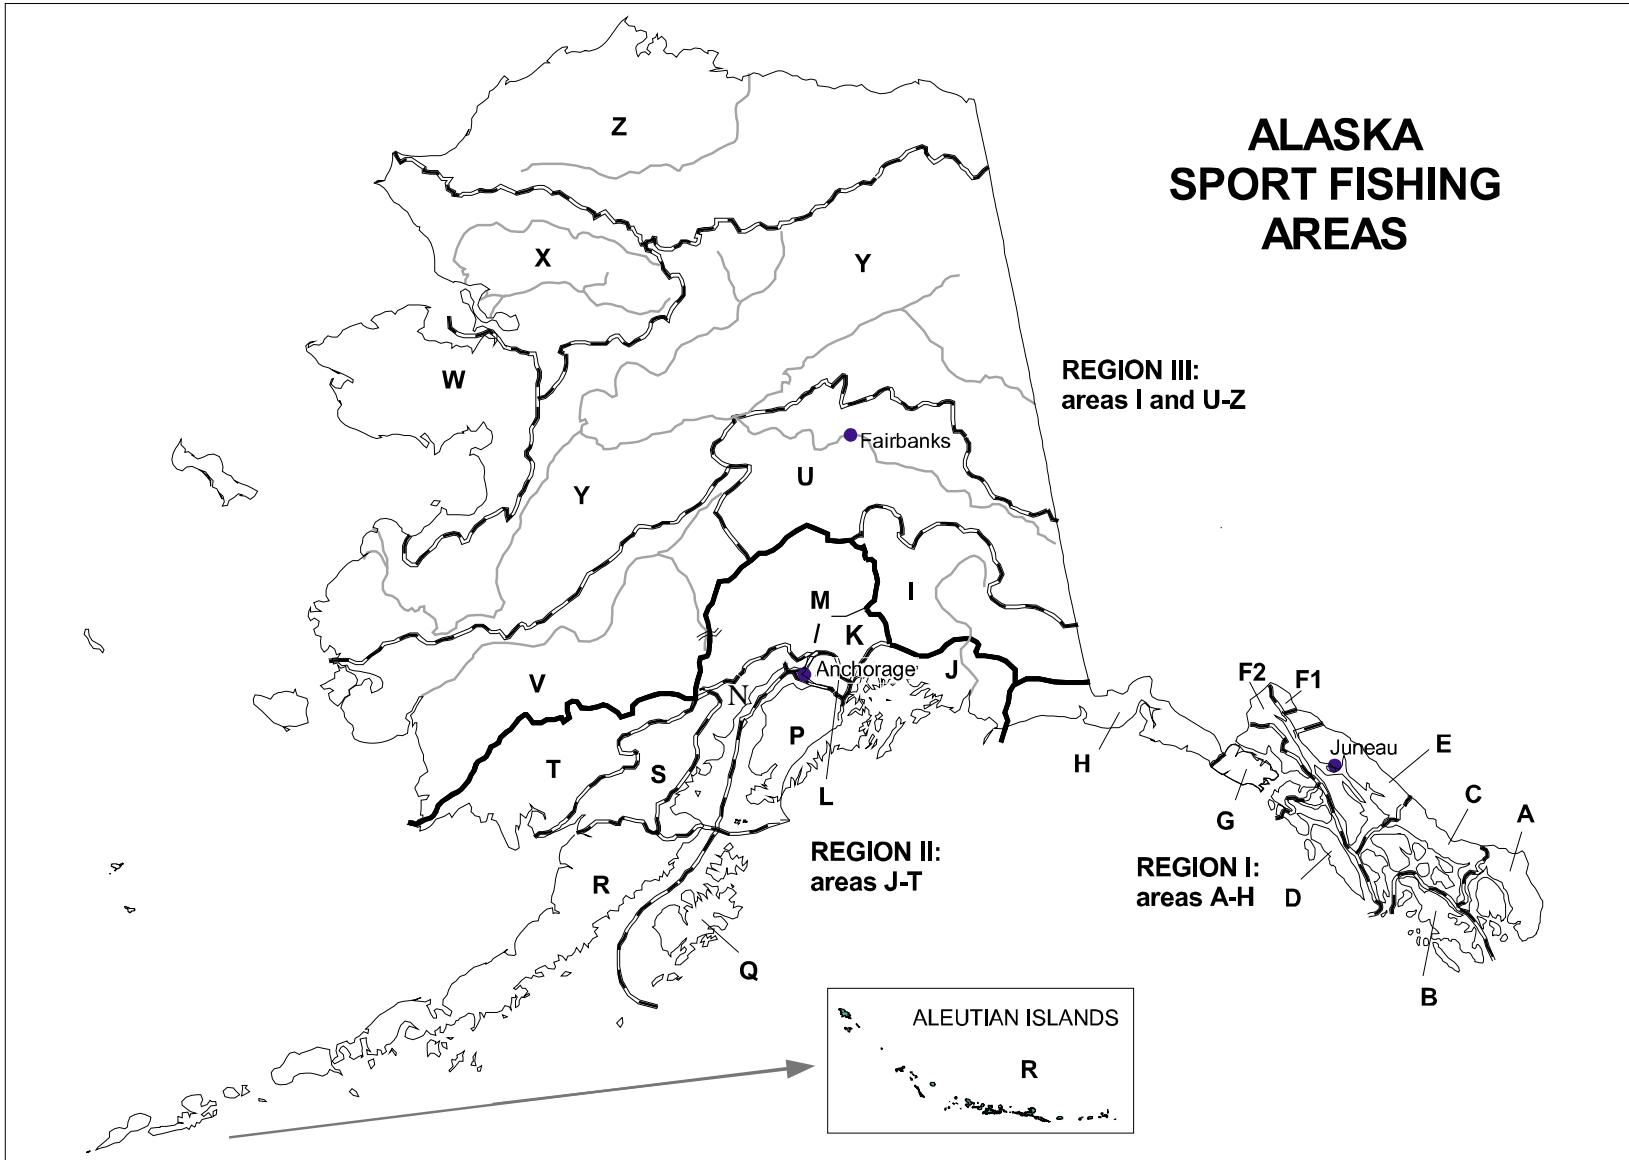 ALASKA
SPORT FISHING
AREAS
Z
X
Y
W
REGION III:
areas I and U-Z
Fairbanks
U
Y
M
I
K
Anchorage
J
V
N
F2
F1
P
H
Juneau
E
T
S
L
C
G
A
REGION II:
areas J-T
REGION I:
areas A-H
R
D
Q
B
ALEUTIAN ISLANDS
R